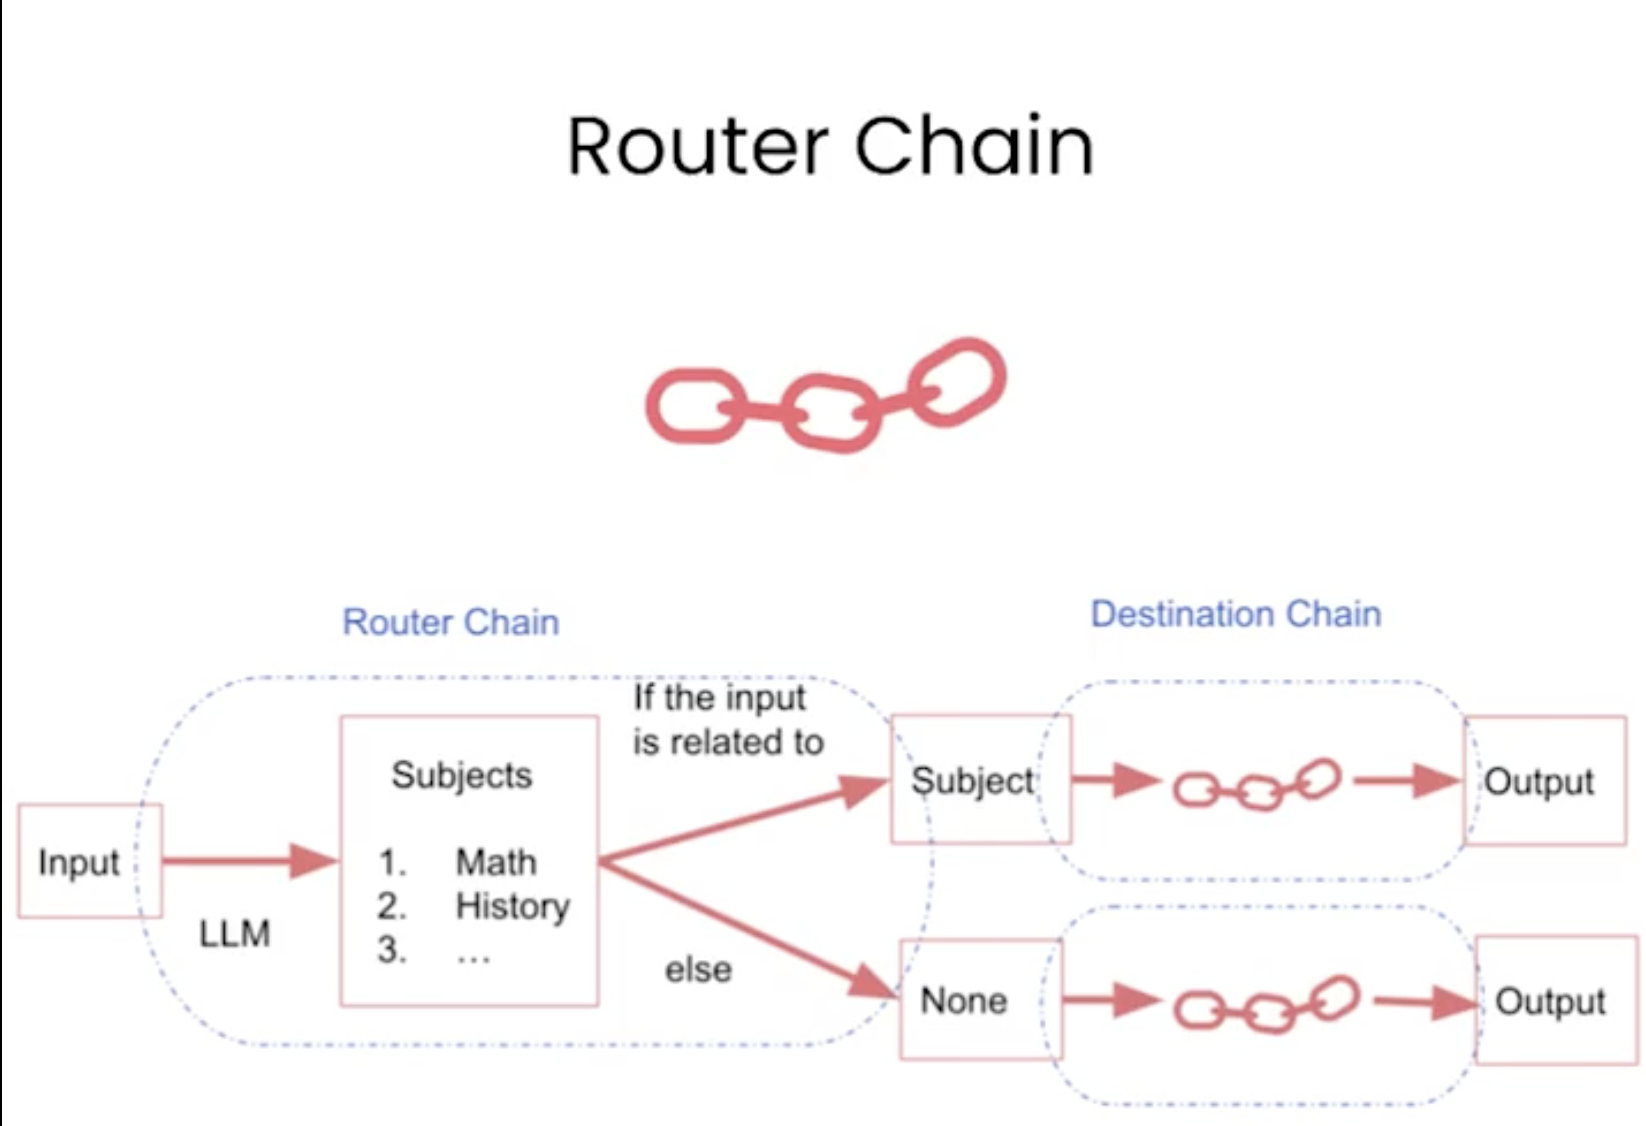 Router Chain
Router Chain
Destination Chain
If the input
is related to
Subjects
1. Math
2. History
3. ...
Input
LLM
else
Subject
Output
None
Output